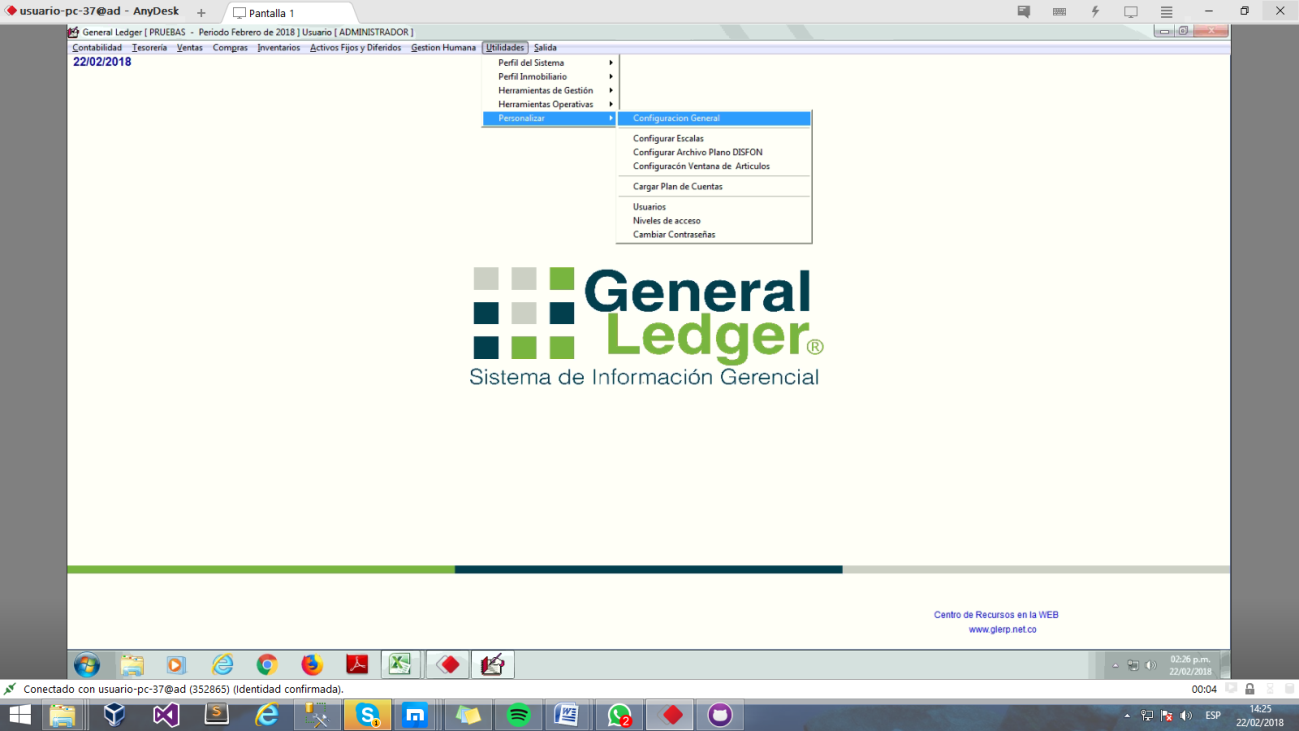 usuario-pc-37@ad - AnyDesk
Pantalla 1
General Ledger [ PRUEBAS - Periodo Febrero de 2018 ] Usuario [ ADMINISTRADOR ]
Contabilidad Tesorería Ventas Compras Inventarios Activos Fijos y Diferidos Gestion Humana Utilidades Salida
22/02/2018
Perfil del Sistema
Perfil Inmobiliario
Herramientas de Gestión
Herramientas Operativas
Personalizar
Configuracion General
Configurar Escalas
Configurar Archivo Plano DISFON
Configuracón Ventana de Articulos
Cargar Plan de Cuentas
Usuarios
Niveles de acceso
Cambiar Contraseñas
General
Ledger®
Sistema de Información Gerencial
Centro de Recursos en la WEB
www.glerp.net.co
02:26 p.m.
22/02/2018
Conectado con usuario-pc-37@ad (352865) (Identidad confirmada).
00:04
ESP
14:25
22/02/2018